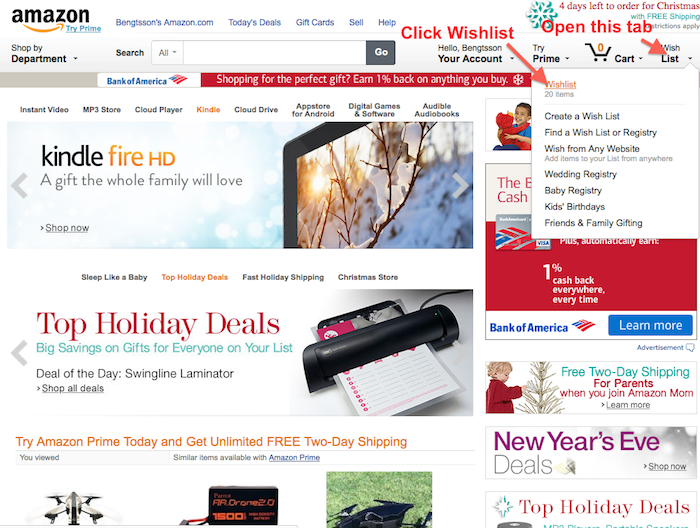 amazon
Try Prime
Bengtsson's Amazon.com
Today's Deals
Gift Cards
Sell
Help
4 days left to order for Christmas
with FREE Shipping
Click Wishlist
Open this tab
Shop by
Department
Search
All
Go
Hello, Bengtsson
Your Account
Try
Prime
0
Cart
Wish
List
Bank of America
Shopping for the perfect gift? Earn 1% back on anything you buy.
Wishlist
20 items
Create a Wish List
Find a Wish List or Registry
Wish from Any Website
Add items to your List from anywhere
Wedding Registry
Baby Registry
Kids' Birthdays
Friends & Family Gifting
Instant Video
MP3 Store
Cloud Player
Kindle
Cloud Drive
Appstore
for Android
Digital Games
& Software
Audible
Audiobooks
kindle fire HD
A gift the whole family will love
› Shop now
The B
Cash
BankAmericard
VISA
Plus, automatically earn:
1%
cash back
everywhere,
every time
Bank of America
Learn more
Advertisement
Sleep Like a Baby
Top Holiday Deals
Fast Holiday Shipping
Christmas Store
Top Holiday Deals
Big Savings on Gifts for Everyone on Your List
Deal of the Day: Swingline Laminator
› Shop all deals
Free Two-Day Shipping
For Parents
when you join Amazon Mom
› Learn more
New Year's Eve
Deals
› Shop now
Try Amazon Prime Today and Get Unlimited FREE Two-Day Shipping
You viewed
Similar items available with Amazon Prime
Parrot
AR.Drone2.0
1500
HIGH DENSITY
BATTERY
Top Holiday Deals
MP3 Players, Portable Speakers